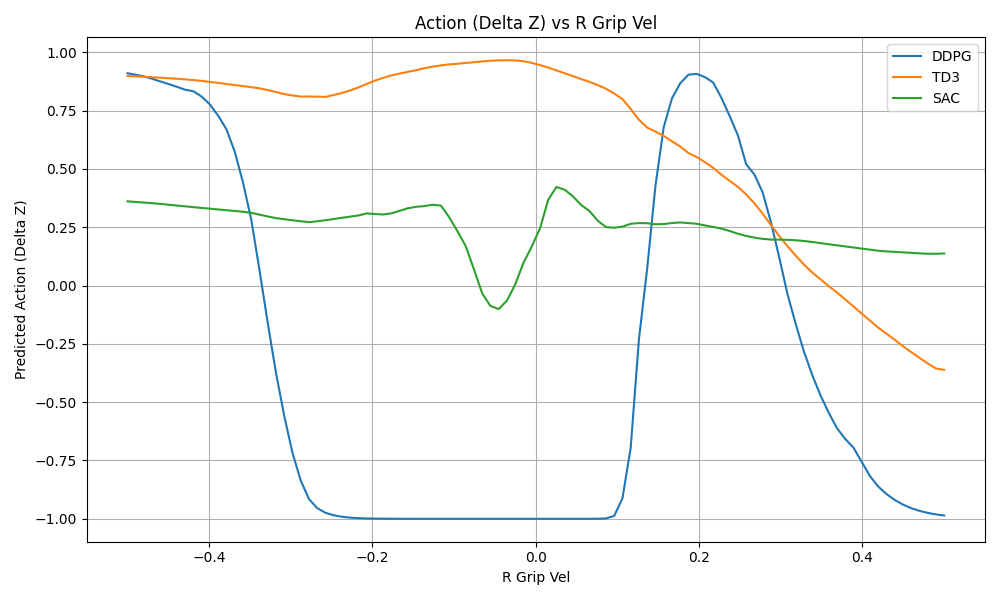 Action (Delta Z) vs R Grip Vel
DDPG
TD3
SAC
Predicted Action (Delta Z)
1.00
0.75
0.50
0.25
0.00
−0.25
−0.50
−0.75
−1.00
−0.4
−0.2
0.0
0.2
0.4
R Grip Vel